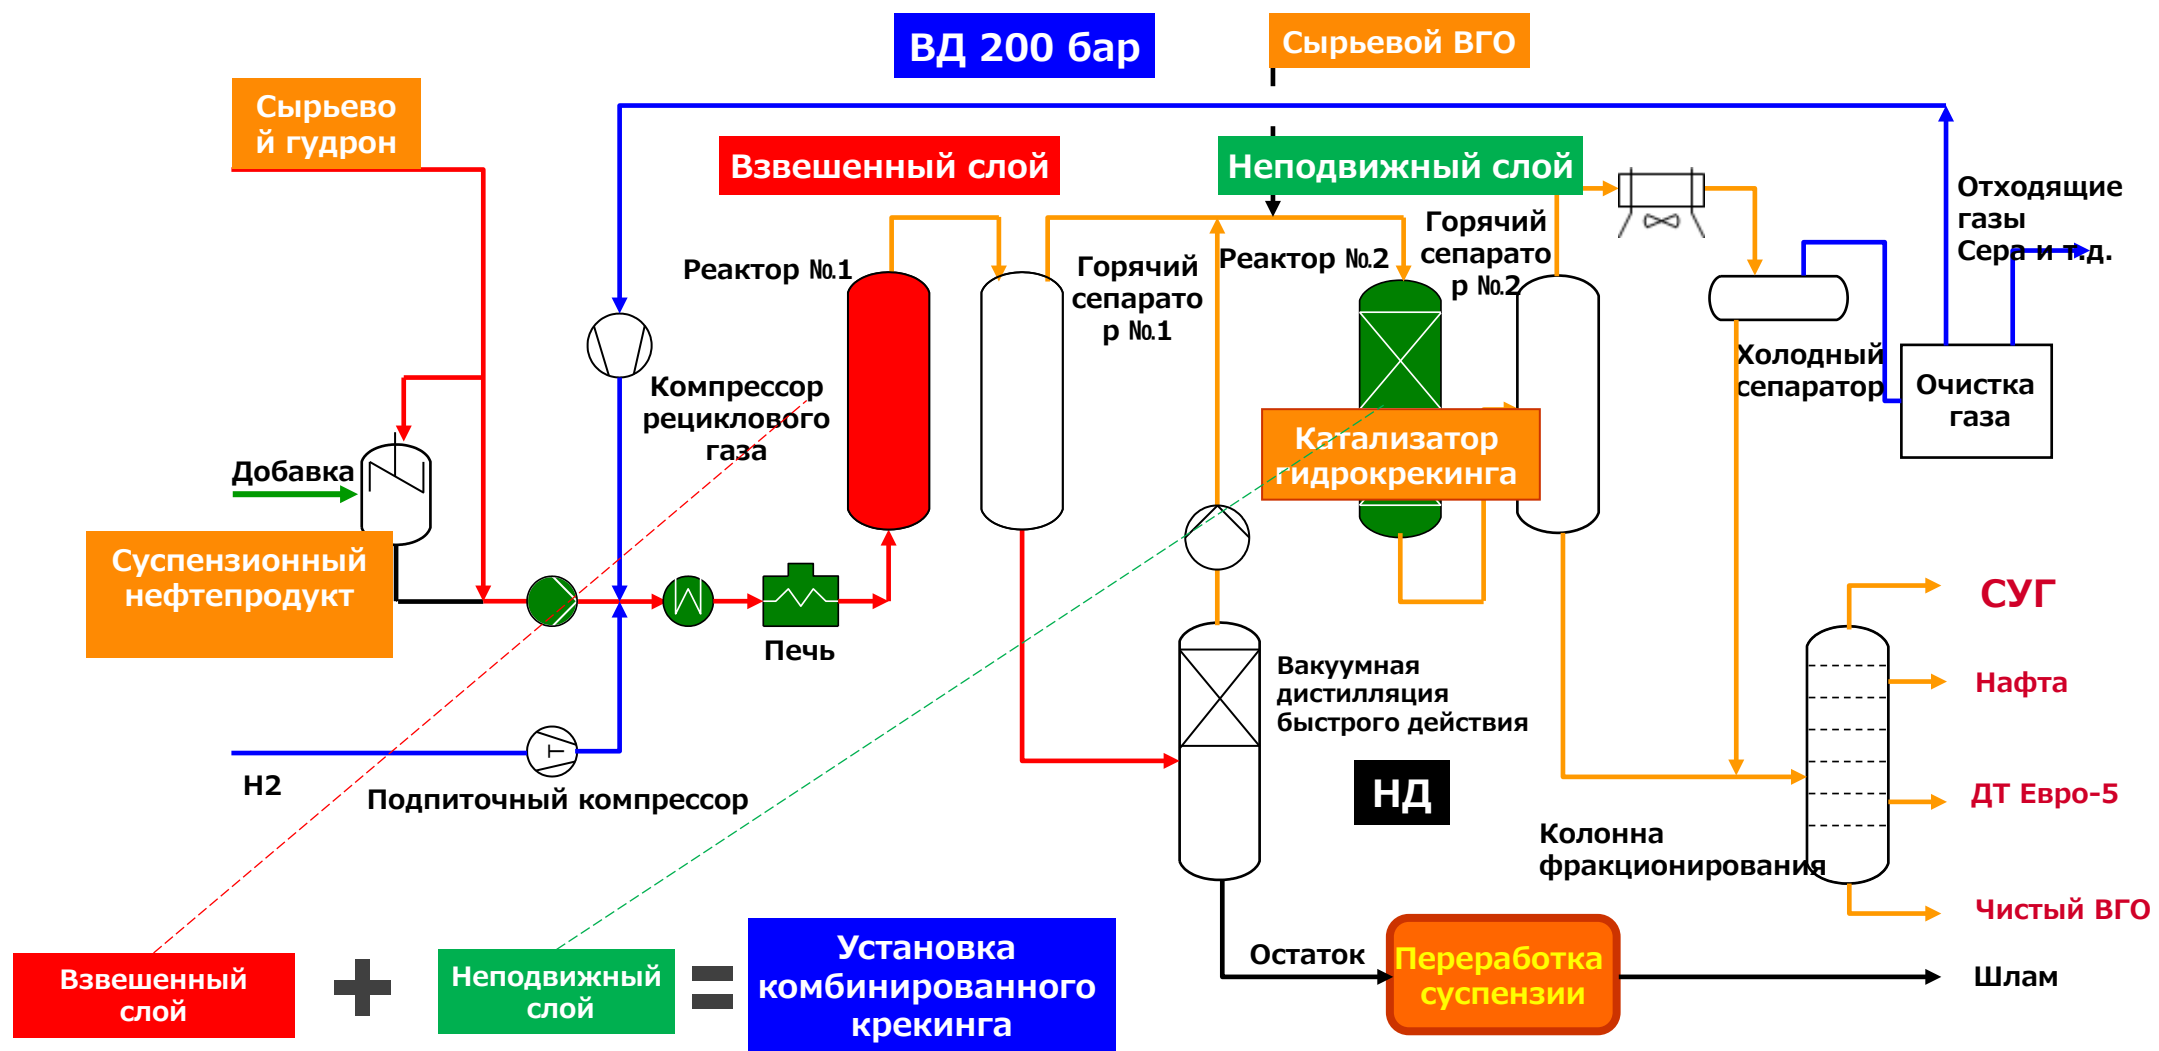 ВД 200 бар
Сырьевой ВГО
Сырьево
й гудрон
Взвешенный слой
Неподвижный слой
Отходящие
газы
Сера и т.д.
Реактор №1
Горячий
сепарато
р №1
Реактор №2
Горячий
сепарато
р №2
Компрессор
рециклового
газа
Холодный
сепаратор
Очистка
газа
Катализатор
гидрокрекинга
Добавка
Суспензионный
нефтепродукт
Печь
СУГ
Вакуумная
дистилляция
быстрого действия
Нафта
H2
Подпиточный компрессор
НД
ДТ Евро-5
Колонна
фракционирования
Чистый ВГО
Остаток
Переработка
суспензии
Шлам
Взвешенный
слой
+
Неподвижный
слой
=
Установка
комбинированного
крекинга